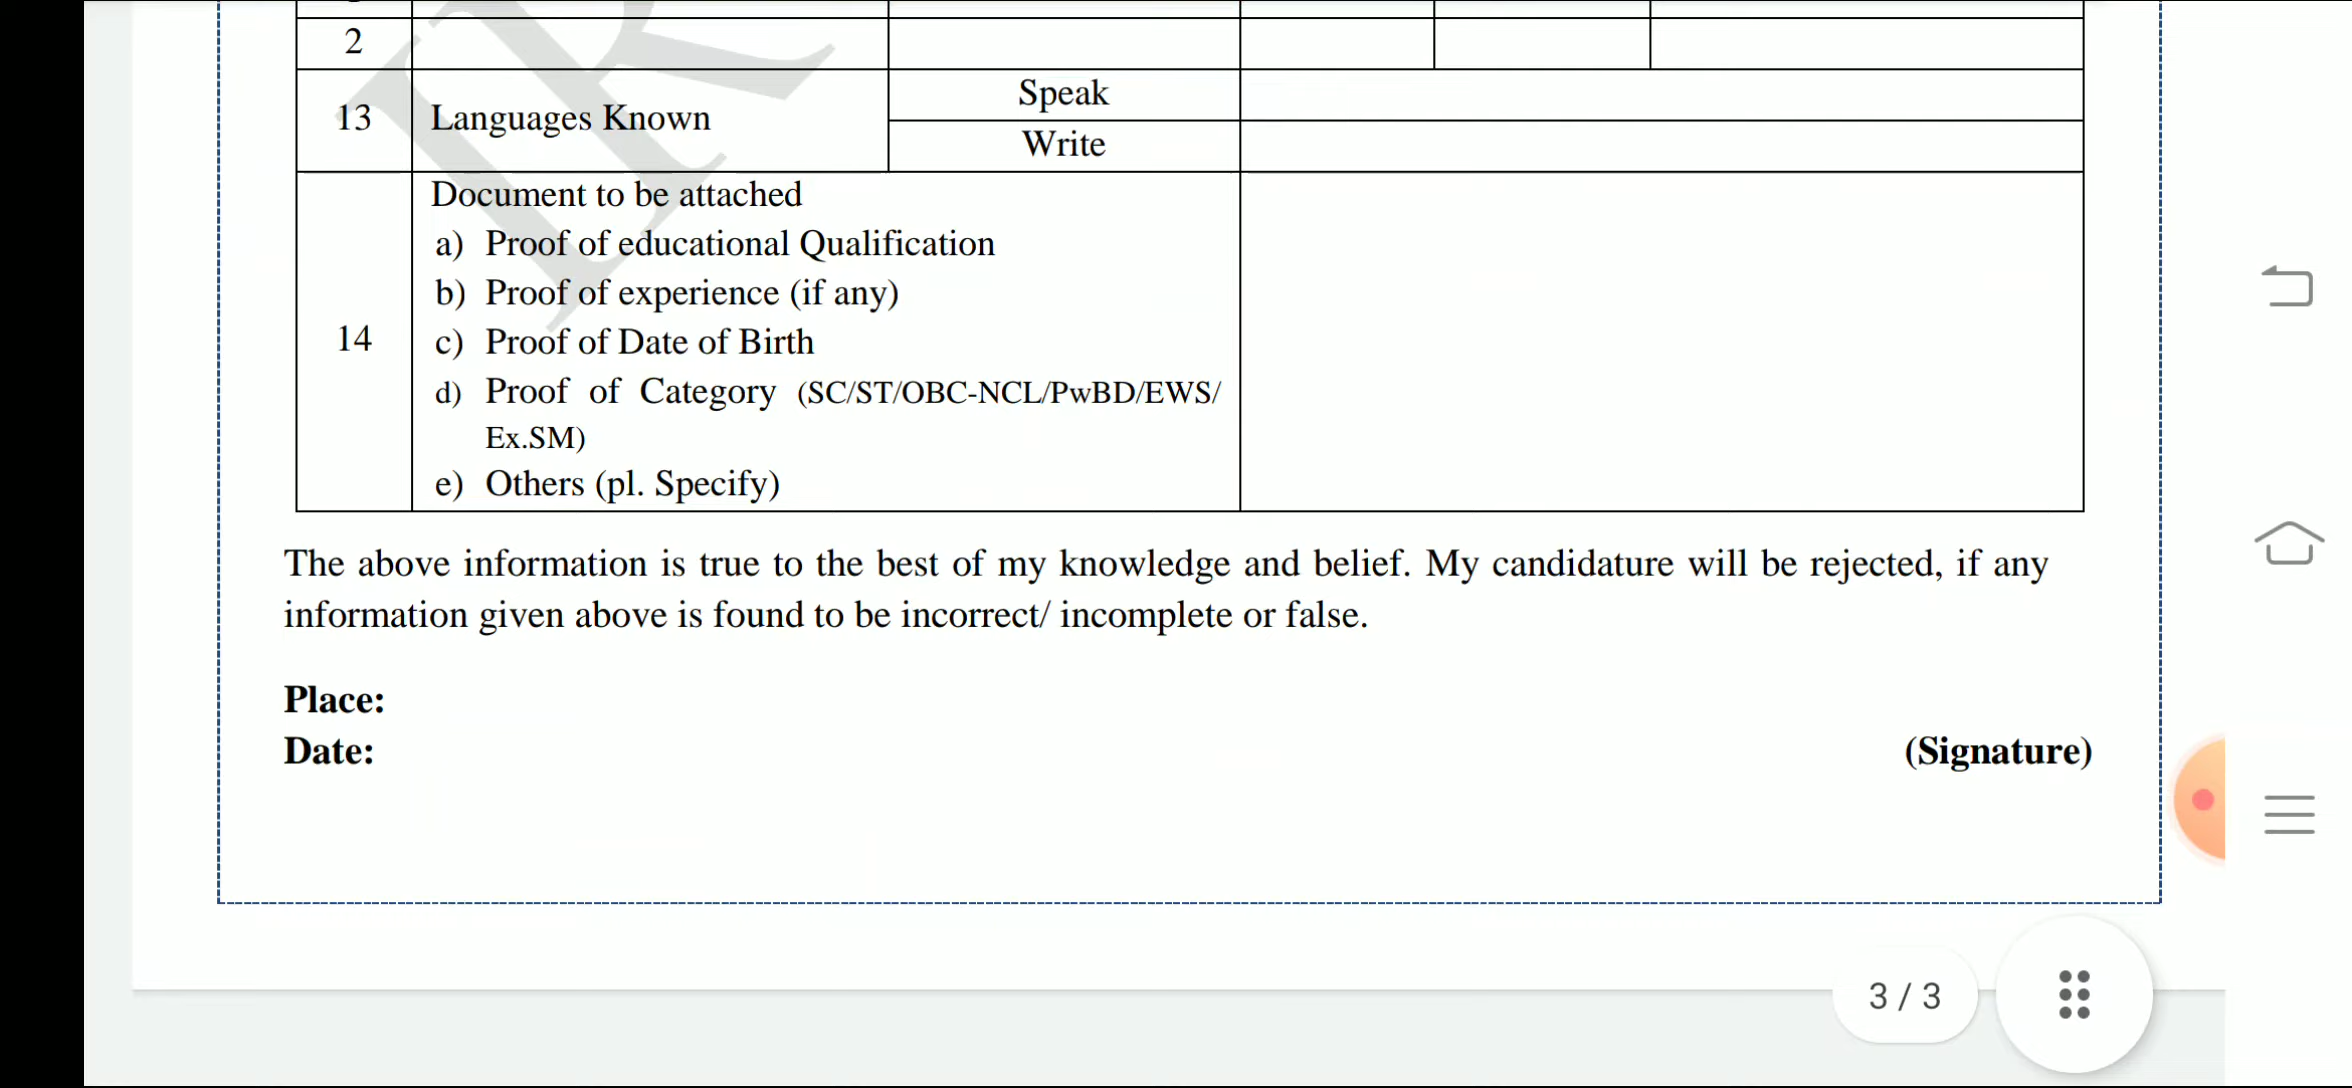 2
13 Languages Known Speak
Write
Document to be attached
a) Proof of educational Qualification
b) Proof of experience (if any)
14
c) Proof of Date of Birth
d) Proof of Category (SC/ST/OBC-NCL/PwBD/EWS/
Ex.SM)
e) Others (pl. Specify)
The above information is true to the best of my knowledge and belief. My candidature will be rejected, if any
information given above is found to be incorrect/ incomplete or false.
Place:
Date:
(Signature)
3 / 3